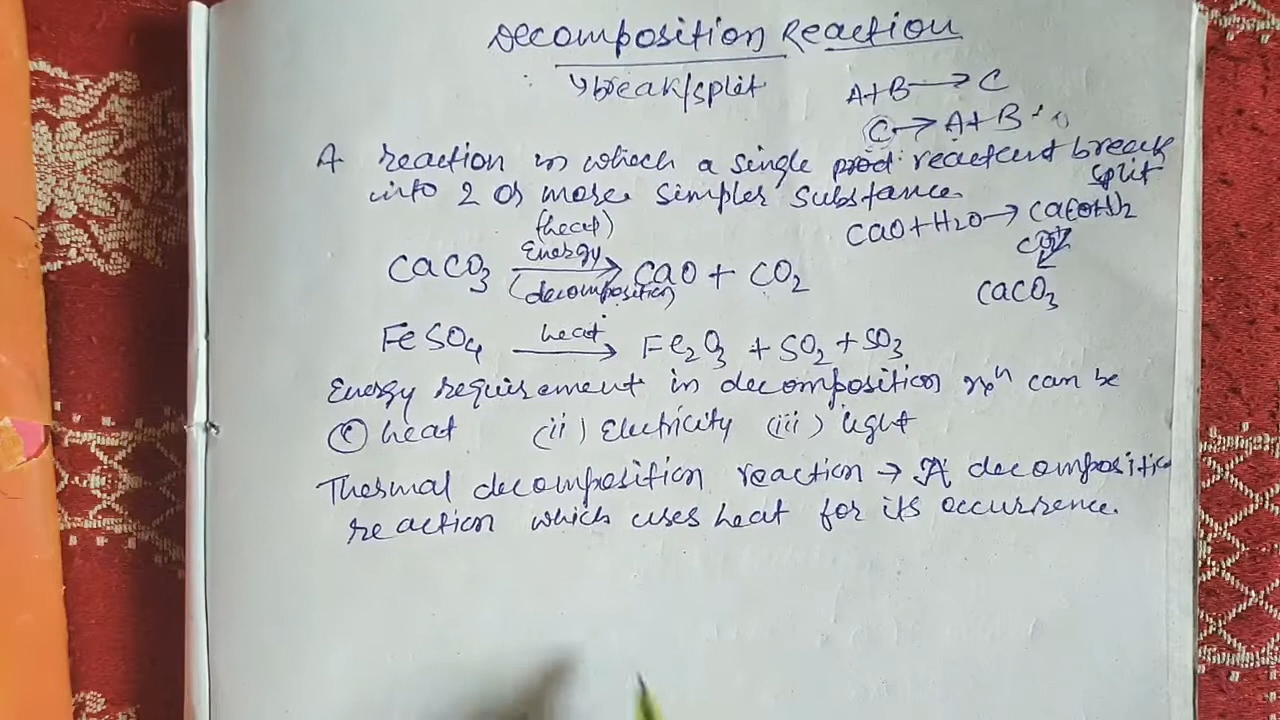 Decomposition Reaction
↳break/split
A+B → C
C → A+B
A reaction in which a single prod. reactant break
split
into 2 or more simpler substance
CaO+H2O → Ca(OH)2
(heat)
CaCO3 Energy → CaO + CO2
(decomposition)
CO2
CaCO3
FeSO4 heat → Fe2O3 + SO2 + SO3
Energy requirement in decomposition rxn can be
(i) heat (ii) Electricity (iii) light
Thermal decomposition reaction → A decomposition
reaction which uses heat for its occurrence.